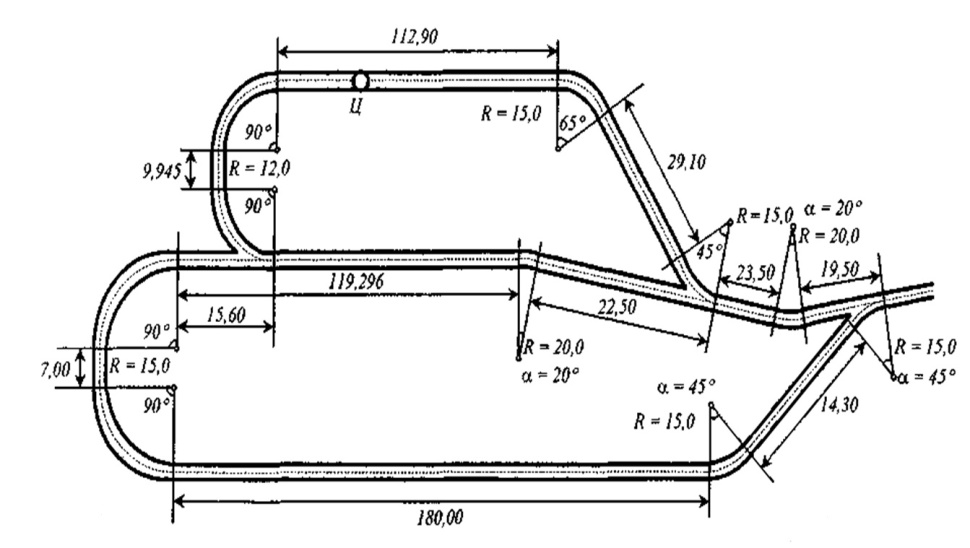 112,90
Ц
R = 15,0
65°
90°
9,945
R = 12,0
90°
29,10
R = 15,0
α = 20°
R = 20,0
45°
23,50
19,50
119,296
22,50
15,60
90°
R = 15,0
7,00
90°
R = 20,0
α = 20°
α = 45°
R = 15,0
R = 15,0
α = 45°
14,30
180,00